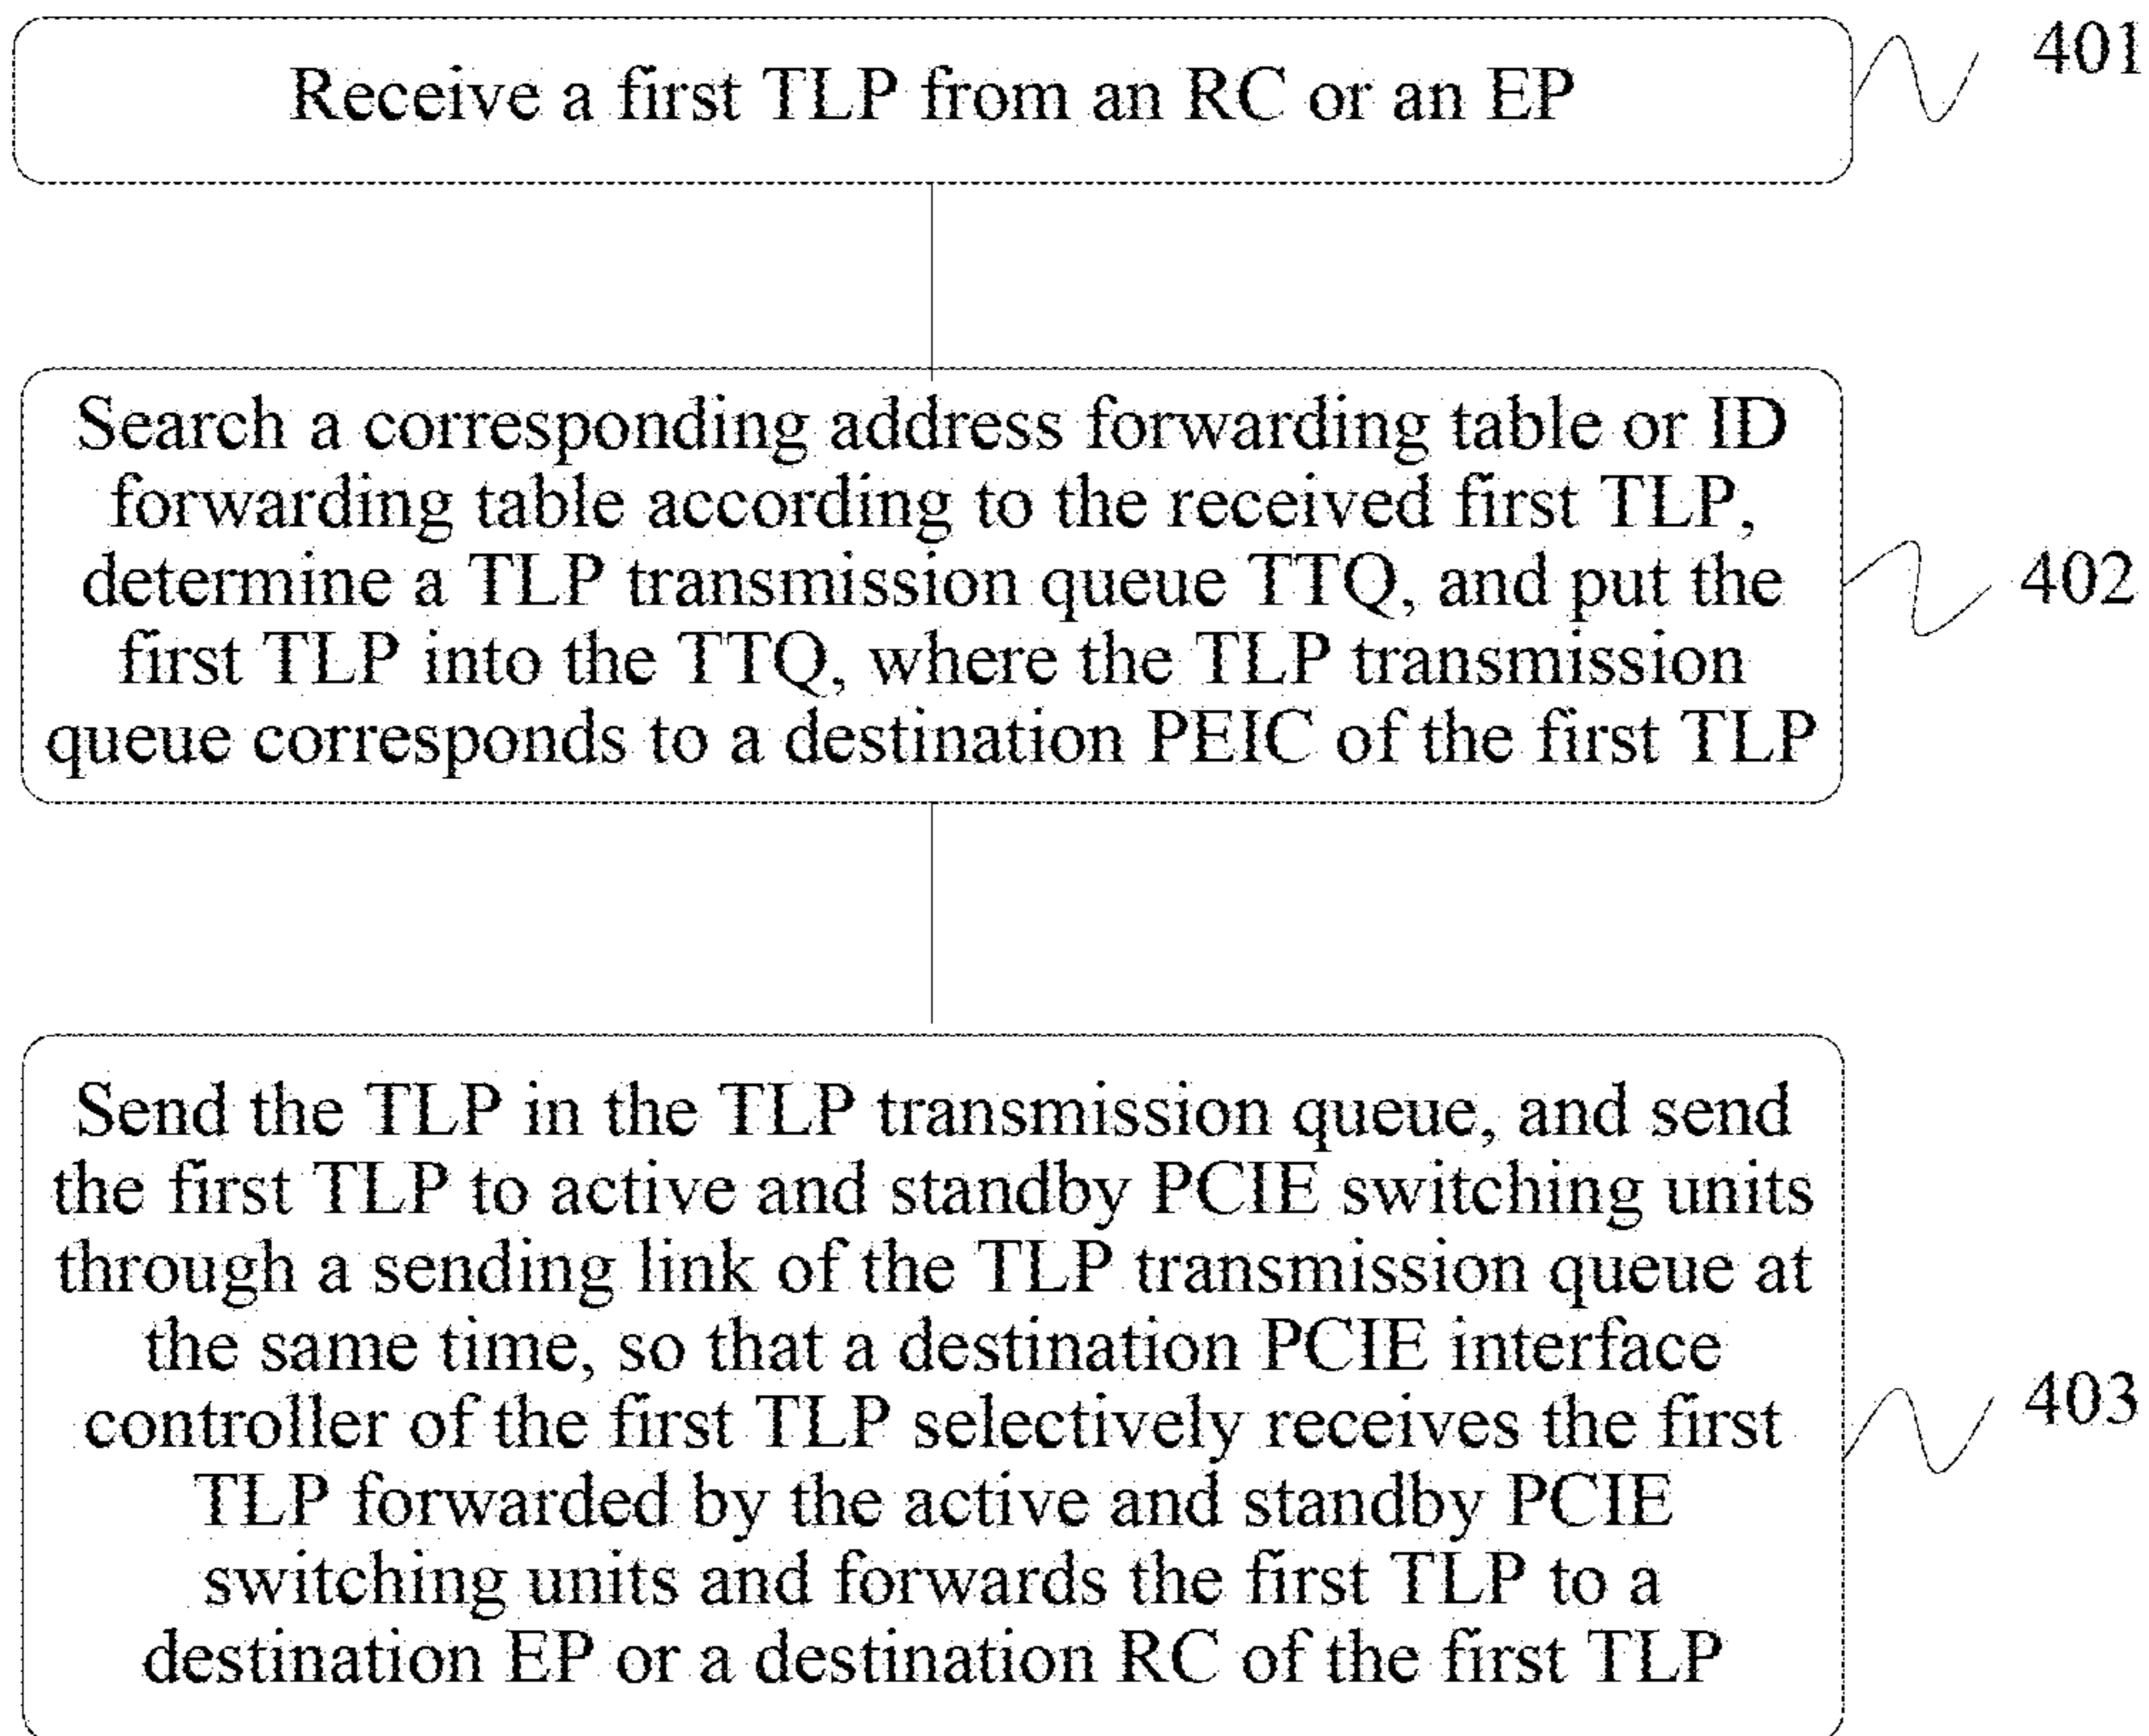 Receive a first TLP from an RC or an EP
401
Search a corresponding address forwarding table or ID
forwarding table according to the received first TLP,
determine a TLP transmission queue TTQ, and put the
first TLP into the TTQ, where the TLP transmission
queue corresponds to a destination PEIC of the first TLP
402
Send the TLP in the TLP transmission queue, and send
the first TLP to active and standby PCIE switching units
through a sending link of the TLP transmission queue at
the same time, so that a destination PCIE interface
controller of the first TLP selectively receives the first
TLP forwarded by the active and standby PCIE
switching units and forwards the first TLP to a
destination EP or a destination RC of the first TLP
403